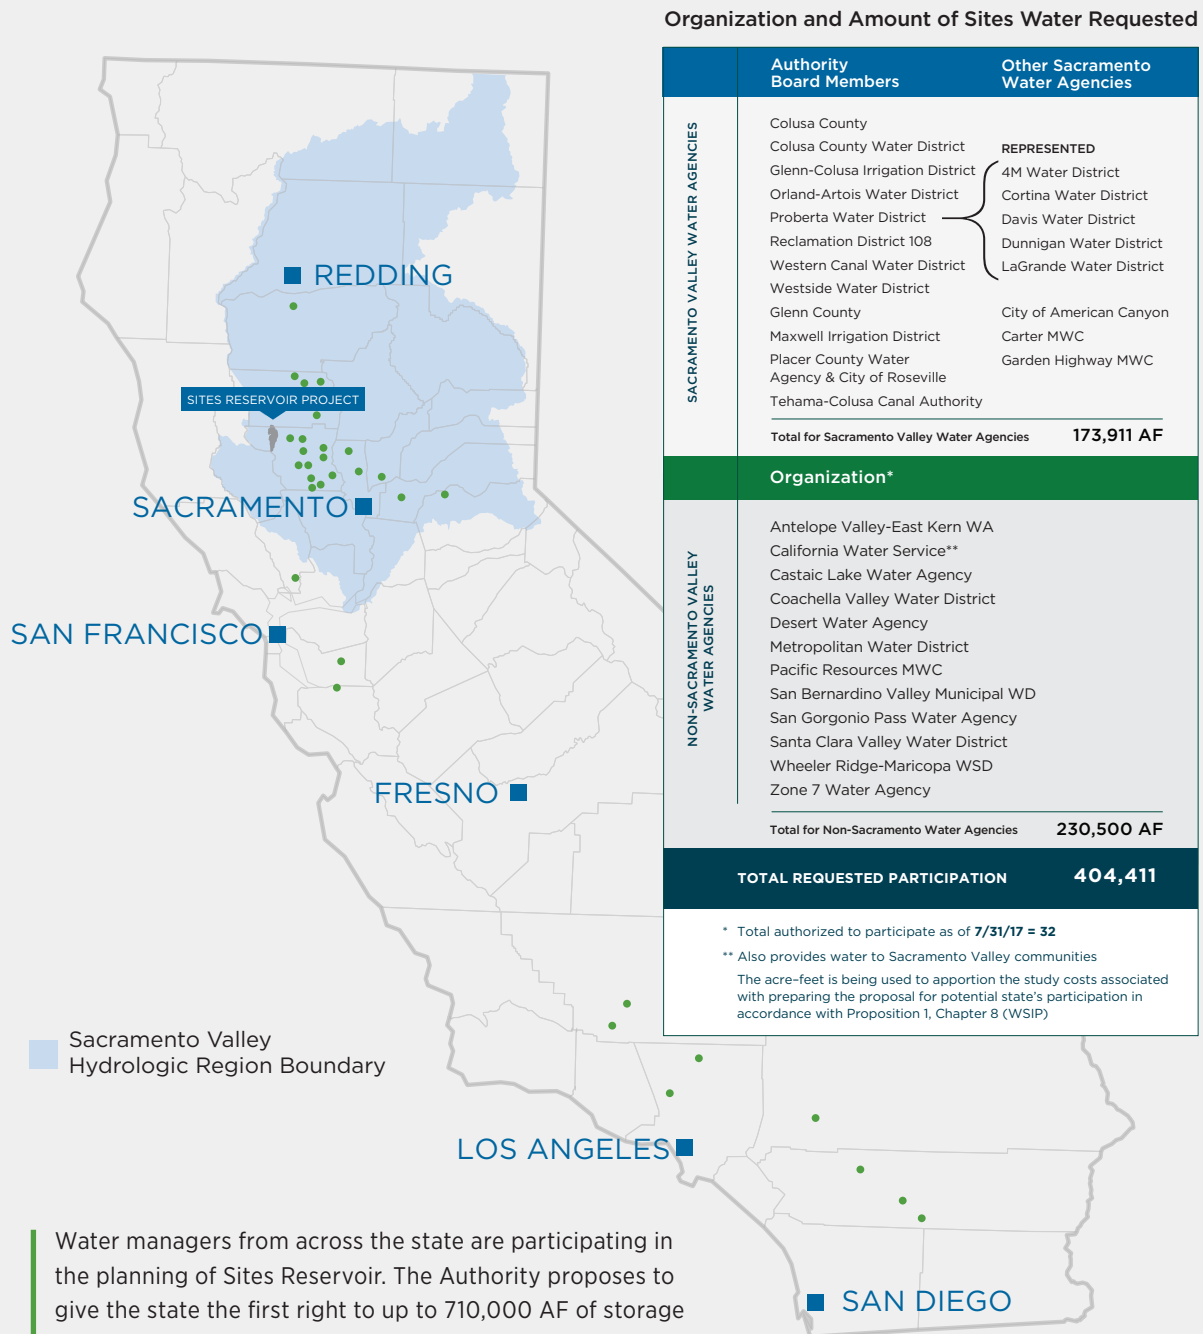 Organization and Amount of Sites Water Requested
Authority
Board Members
Other Sacramento
Water Agencies
SACRAMENTO VALLEY WATER AGENCIES
Colusa County
Colusa County Water District
Glenn-Colusa Irrigation District
Orland-Artois Water District
Proberta Water District
Reclamation District 108
Western Canal Water District
Westside Water District
Glenn County
Maxwell Irrigation District
Placer County Water
Agency & City of Roseville
Tehama-Colusa Canal Authority
REPRESENTED
4M Water District
Cortina Water District
Davis Water District
Dunnigan Water District
LaGrande Water District
City of American Canyon
Carter MWC
Garden Highway MWC
Total for Sacramento Valley Water Agencies 173,911 AF
Organization*
NON-SACRAMENTO VALLEY
WATER AGENCIES
Antelope Valley-East Kern WA
California Water Service**
Castaic Lake Water Agency
Coachella Valley Water District
Desert Water Agency
Metropolitan Water District
Pacific Resources MWC
San Bernardino Valley Municipal WD
San Gorgonio Pass Water Agency
Santa Clara Valley Water District
Wheeler Ridge-Maricopa WSD
Zone 7 Water Agency
Total for Non-Sacramento Water Agencies 230,500 AF
TOTAL REQUESTED PARTICIPATION 404,411
* Total authorized to participate as of 7/31/17 = 32
** Also provides water to Sacramento Valley communities
The acre-feet is being used to apportion the study costs associated
with preparing the proposal for potential state's participation in
accordance with Proposition 1, Chapter 8 (WSIP)
REDDING
SITES RESERVOIR PROJECT
SACRAMENTO
SAN FRANCISCO
FRESNO
Sacramento Valley
Hydrologic Region Boundary
LOS ANGELES
SAN DIEGO
Water managers from across the state are participating in
the planning of Sites Reservoir. The Authority proposes to
give the state the first right to up to 710,000 AF of storage